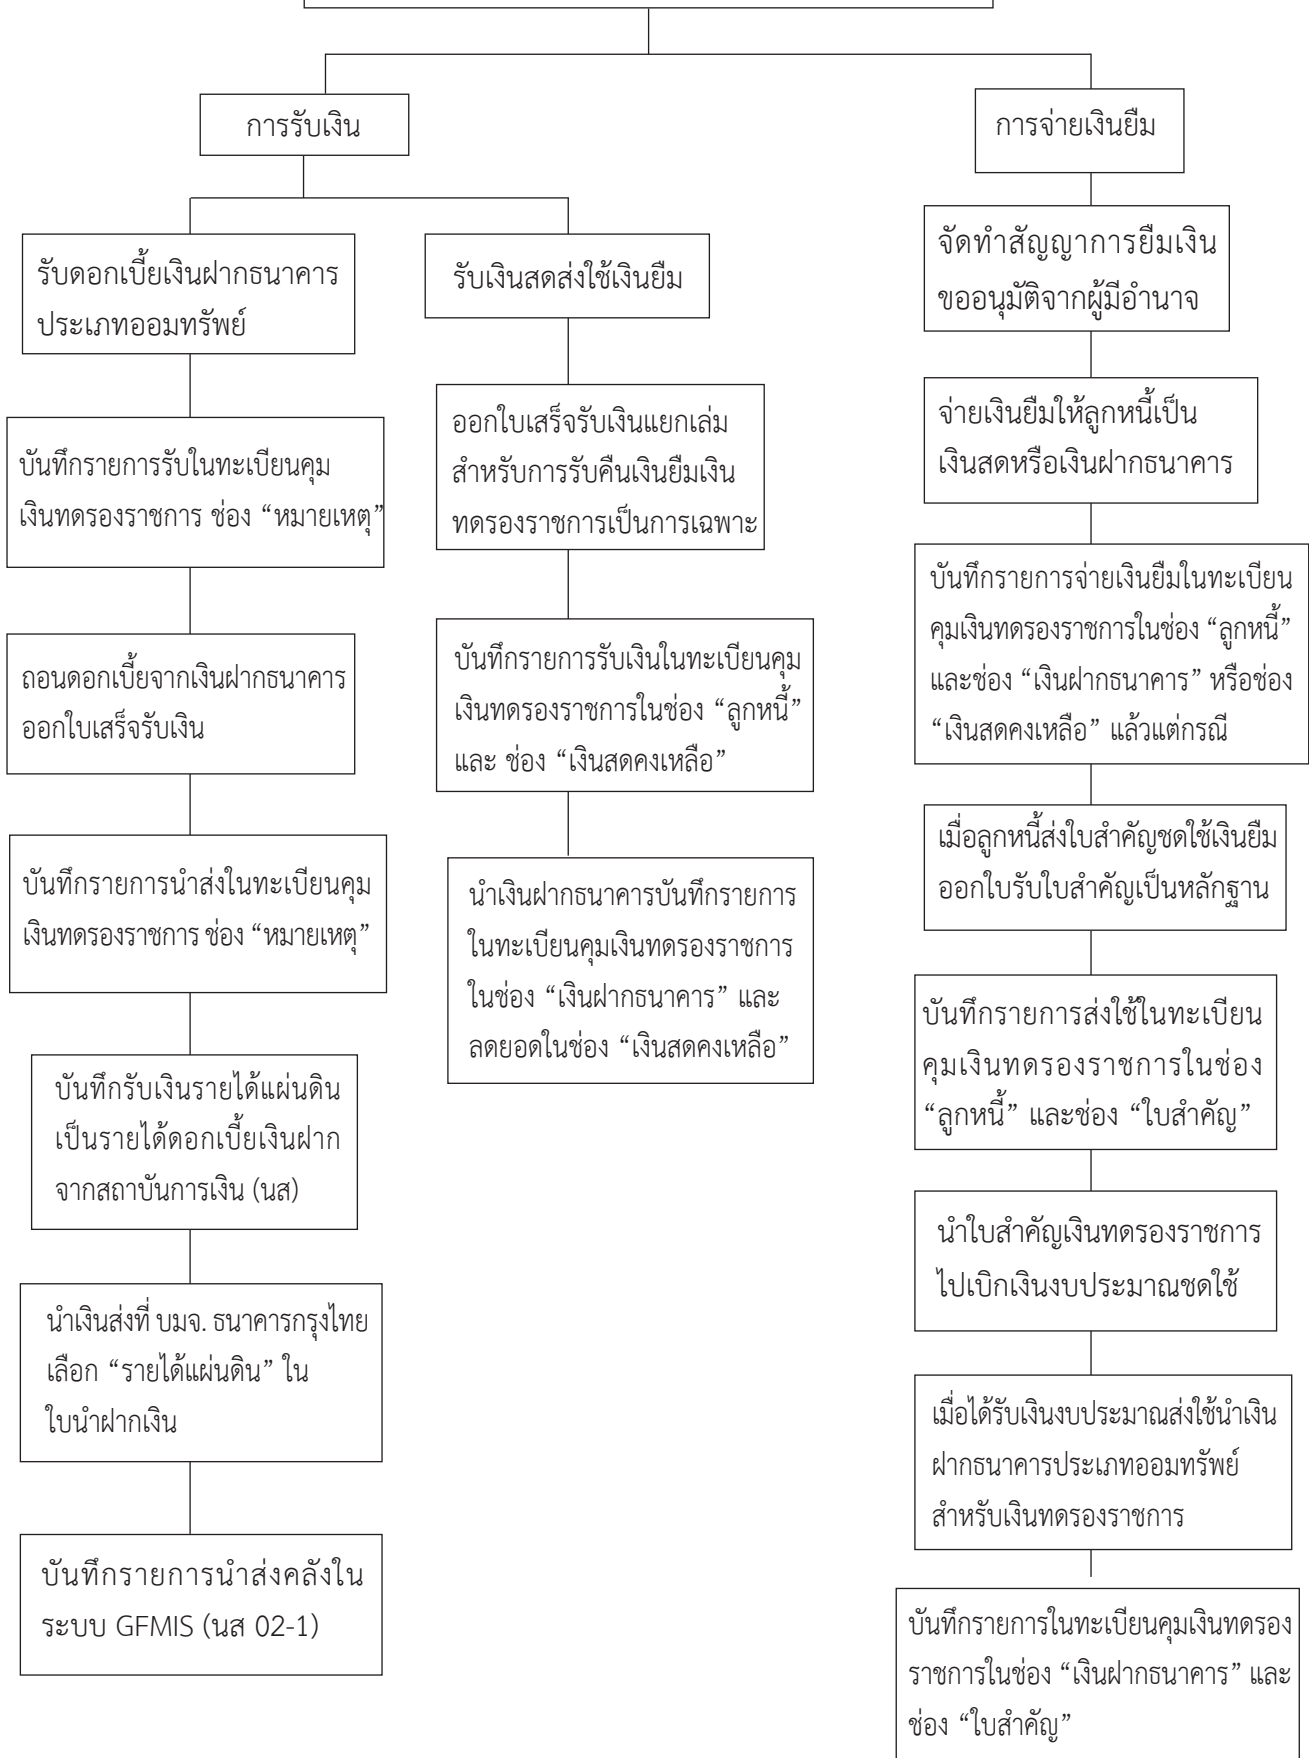 การรับเงิน
รับดอกเบี้ยเงินฝากธนาคาร
ประเภทออมทรัพย์
บันทึกรายการรับในทะเบียนคุม
เงินทดรองราชการ ช่อง “หมายเหตุ”
ถอนดอกเบี้ยจากเงินฝากธนาคาร
ออกใบเสร็จรับเงิน
บันทึกรายการนำส่งในทะเบียนคุม
เงินทดรองราชการ ช่อง “หมายเหตุ”
บันทึกรับเงินรายได้แผ่นดิน
เป็นรายได้ดอกเบี้ยเงินฝาก
จากสถาบันการเงิน (นส)
นำเงินส่งที่ บมจ. ธนาคารกรุงไทย
เลือก “รายได้แผ่นดิน” ใน
ใบนำฝากเงิน
บันทึกรายการนำส่งคลังใน
ระบบ GFMIS (นส 02-1)
รับเงินสดส่งใช้เงินยืม
ออกใบเสร็จรับเงินแยกเล่ม
สำหรับการรับคืนเงินยืมเงิน
ทดรองราชการเป็นการเฉพาะ
บันทึกรายการรับเงินในทะเบียนคุม
เงินทดรองราชการในช่อง “ลูกหนี้”
และ ช่อง “เงินสดคงเหลือ”
นำเงินฝากธนาคารบันทึกรายการ
ในทะเบียนคุมเงินทดรองราชการ
ในช่อง “เงินฝากธนาคาร” และ
ลดยอดในช่อง “เงินสดคงเหลือ”
การจ่ายเงินยืม
จัดทำสัญญาการยืมเงิน
ขออนุมัติจากผู้มีอำนาจ
จ่ายเงินยืมให้ลูกหนี้เป็น
เงินสดหรือเงินฝากธนาคาร
บันทึกรายการจ่ายเงินยืมในทะเบียน
คุมเงินทดรองราชการในช่อง “ลูกหนี้”
และช่อง “เงินฝากธนาคาร” หรือช่อง
“เงินสดคงเหลือ” แล้วแต่กรณี
เมื่อลูกหนี้ส่งใบสำคัญชดใช้เงินยืม
ออกใบรับใบสำคัญเป็นหลักฐาน
บันทึกรายการส่งใช้ในทะเบียน
คุมเงินทดรองราชการในช่อง
“ลูกหนี้” และช่อง “ใบสำคัญ”
นำใบสำคัญเงินทดรองราชการ
ไปเบิกเงินงบประมาณชดใช้
เมื่อได้รับเงินงบประมาณส่งใช้นำเงิน
ฝากธนาคารประเภทออมทรัพย์
สำหรับเงินทดรองราชการ
บันทึกรายการในทะเบียนคุมเงินทดรอง
ราชการในช่อง “เงินฝากธนาคาร” และ
ช่อง “ใบสำคัญ”